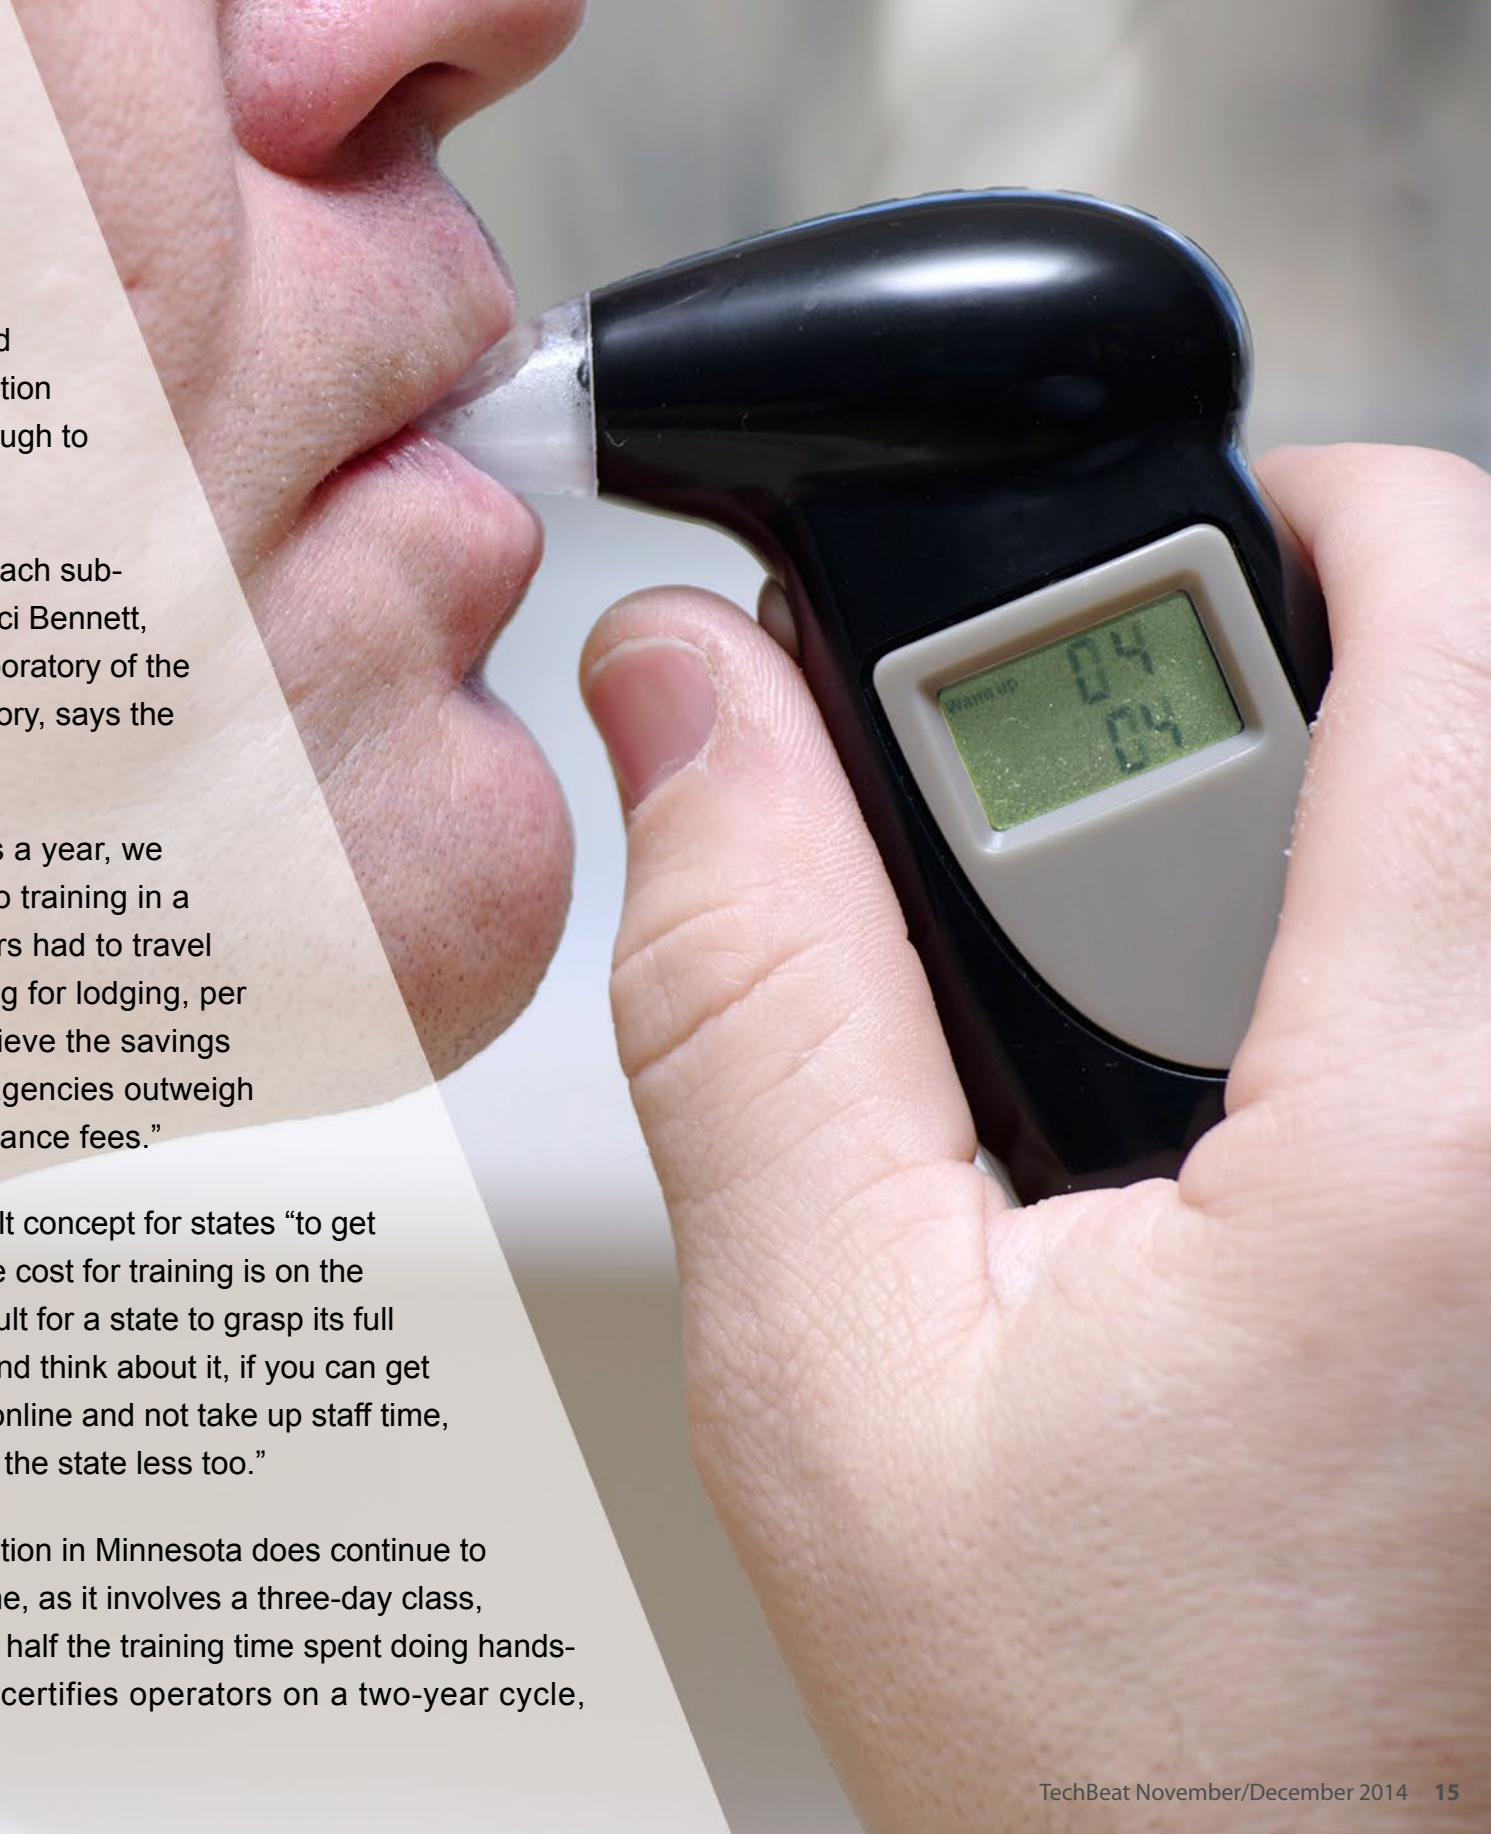 d
tion
ugh to
ach sub-
ci Bennett,
oratory of the
ory, says the
s a year, we
o training in a
rs had to travel
g for lodging, per
ieve the savings
gencies outweigh
ance fees.”
lt concept for states “to get
e cost for training is on the
ult for a state to grasp its full
nd think about it, if you can get
online and not take up staff time,
the state less too.”
tion in Minnesota does continue to
ne, as it involves a three-day class,
half the training time spent doing hands-
certifies operators on a two-year cycle,
Warm up
04
04
TechBeat November/December 2014 15